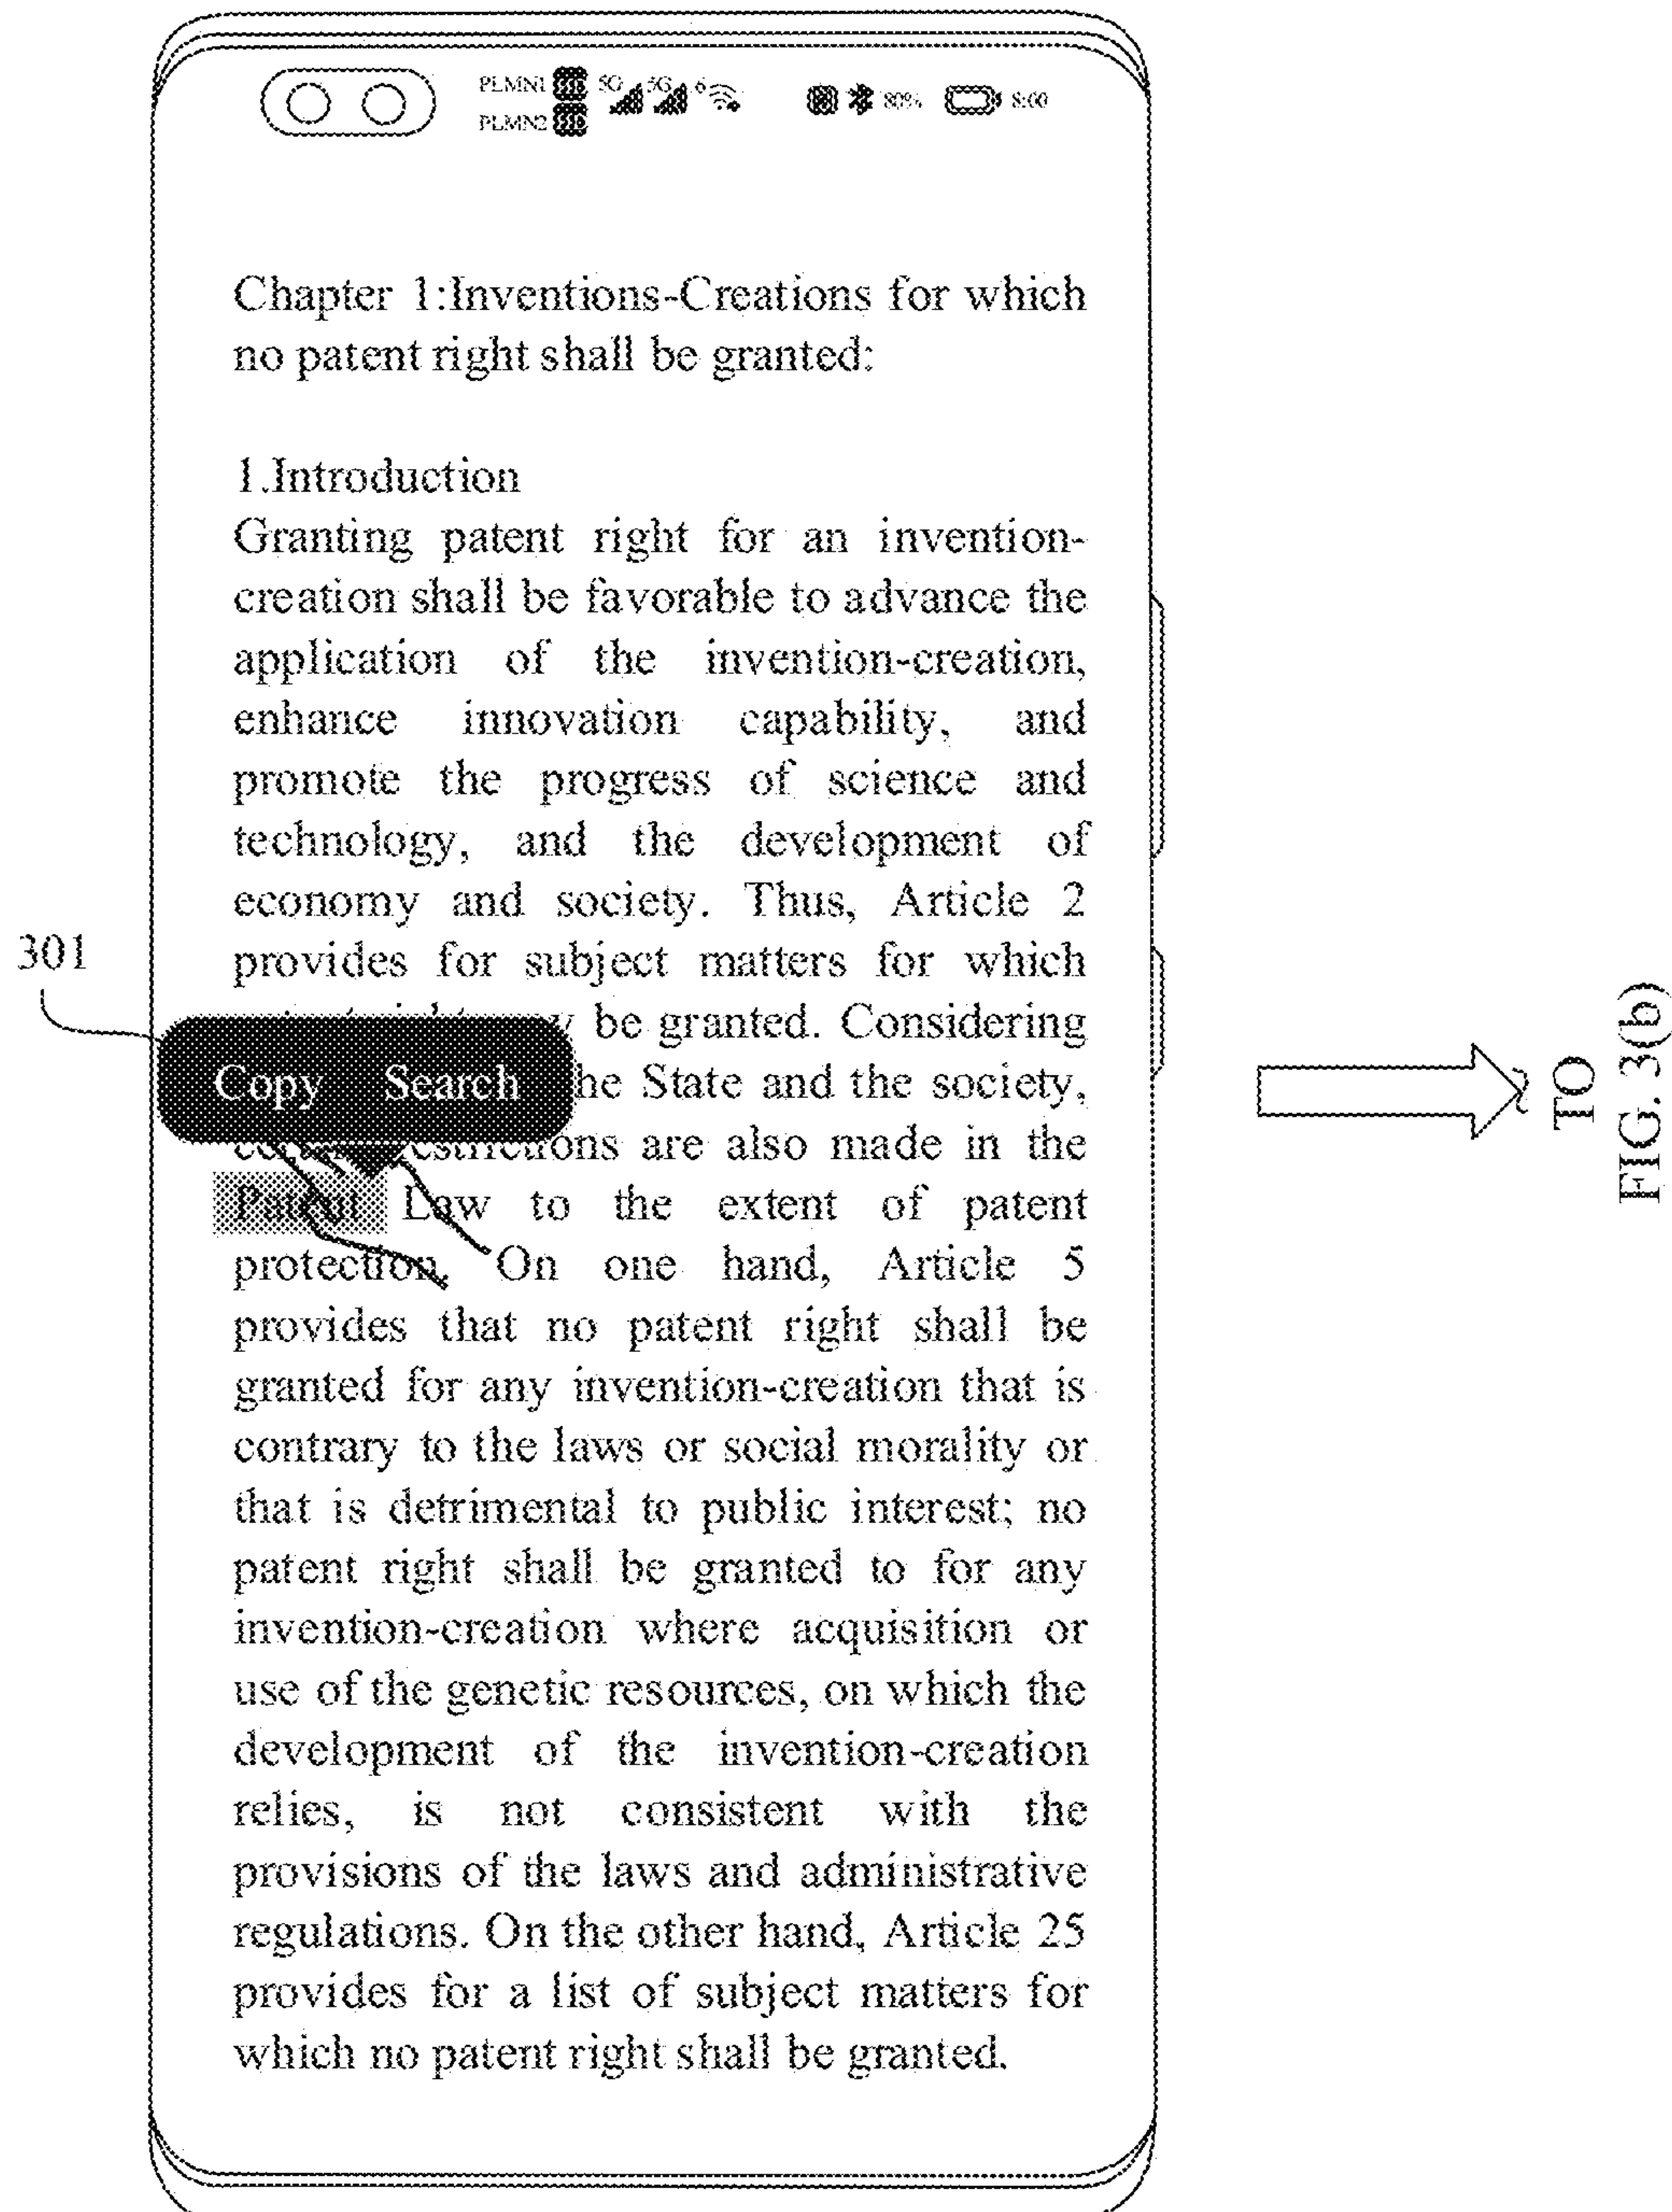 PLMN1 5G 5G 6 80% 8:00
PLMN2
Chapter 1:Inventions-Creations for which
no patent right shall be granted:
1.Introduction
Granting patent right for an invention-
creation shall be favorable to advance the
application of the invention-creation,
enhance innovation capability, and
promote the progress of science and
technology, and the development of
economy and society. Thus, Article 2
provides for subject matters for which
be granted. Considering
301
Copy Search
the State and the society,
are also made in the
Patent Law to the extent of patent
protection. On one hand, Article 5
provides that no patent right shall be
granted for any invention-creation that is
contrary to the laws or social morality or
that is detrimental to public interest; no
patent right shall be granted to for any
invention-creation where acquisition or
use of the genetic resources, on which the
development of the invention-creation
relies, is not consistent with the
provisions of the laws and administrative
regulations. On the other hand, Article 25
provides for a list of subject matters for
which no patent right shall be granted.
TO
FIG. 3(b)